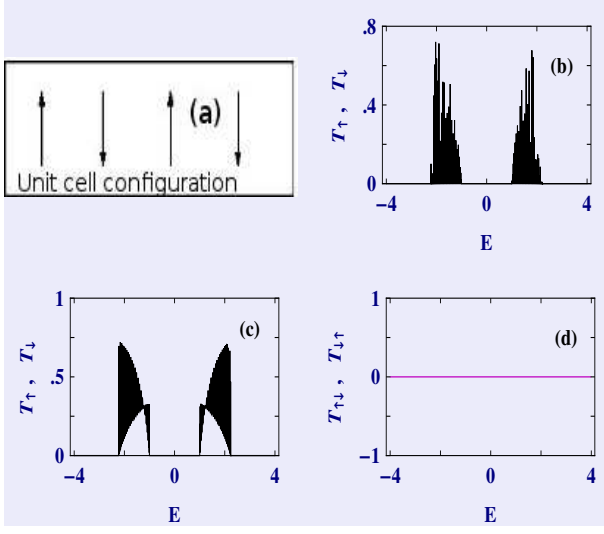 (a)
Unit cell configuration
.8
.4
0
T↑ , T↓
(b)
−4
0
4
E
1
.5
0
T↑ , T↓
(c)
−4
0
4
E
1
0
−1
T↑↓ , T↓↑
(d)
−4
0
4
E